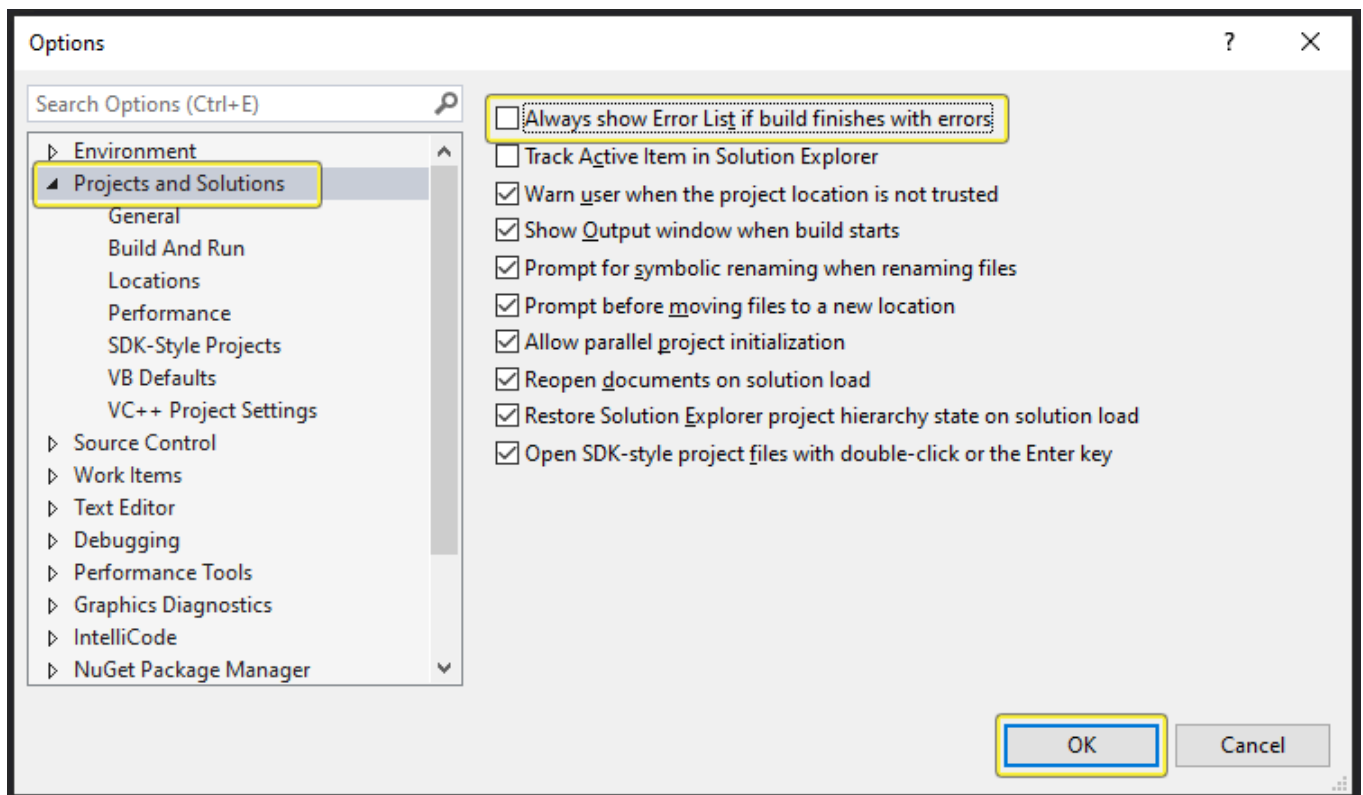 Options
?
Search Options (Ctrl+E)
Environment
Projects and Solutions
General
Build And Run
Locations
Performance
SDK-Style Projects
VB Defaults
VC++ Project Settings
Source Control
Work Items
Text Editor
Debugging
Performance Tools
Graphics Diagnostics
IntelliCode
NuGet Package Manager
Always show Error List if build finishes with errors
Track Active Item in Solution Explorer
Warn user when the project location is not trusted
Show Output window when build starts
Prompt for symbolic renaming when renaming files
Prompt before moving files to a new location
Allow parallel project initialization
Reopen documents on solution load
Restore Solution Explorer project hierarchy state on solution load
Open SDK-style project files with double-click or the Enter key
OK
Cancel